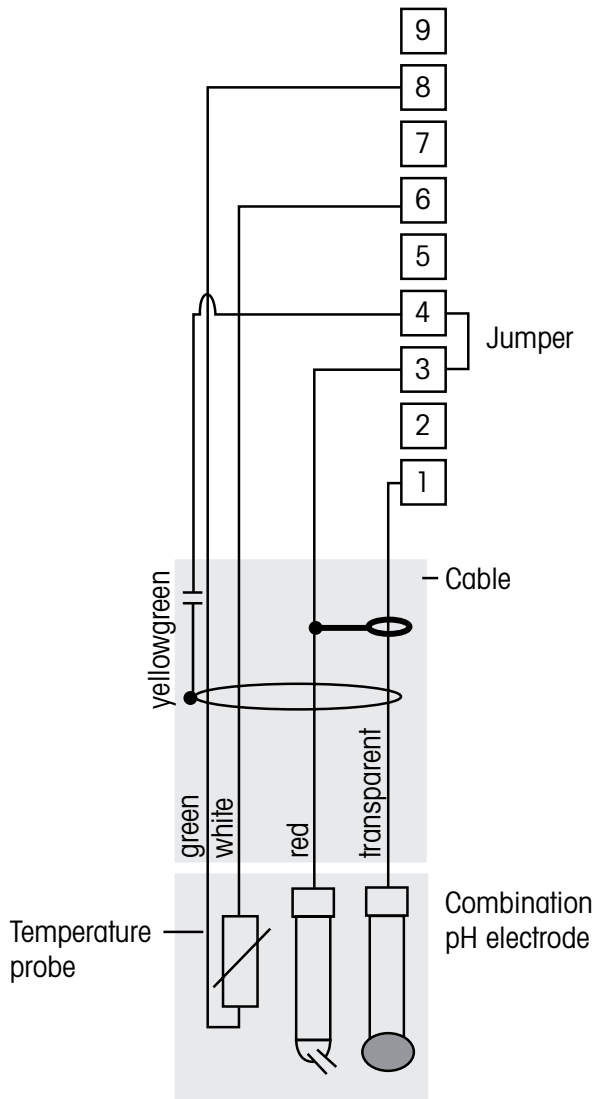 9
8
7
6
5
4
Jumper
3
2
1
Cable
yellowgreen
green
white
red
transparent
Combination
pH electrode
Temperature
probe